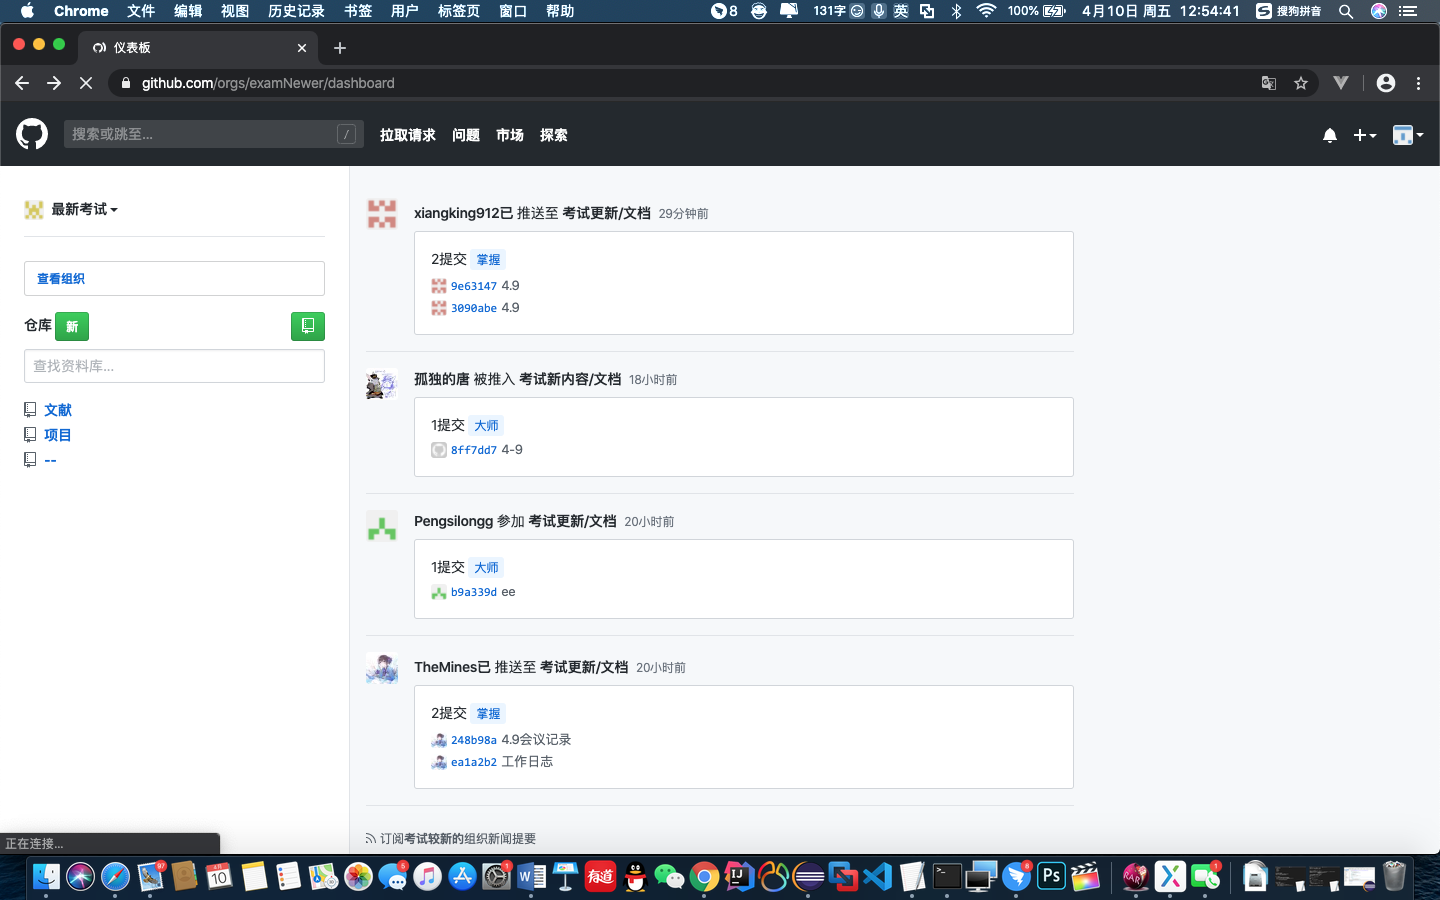 Chrome 文件 编辑 视图 历史记录 书签 用户 标签页 窗口 帮助 8 131字 英 100% 4月10日 周五 12:54:41 搜狗拼音
仪表板
github.com/orgs/examNewer/dashboard
搜索或跳至... / 拉取请求 问题 市场 探索
最新考试
查看组织
仓库 新
查找资料库...
文献
项目
--
xiangking912已 推送至 考试更新/文档 29分钟前
2提交 掌握
9e63147 4.9
3090abe 4.9
孤独的唐 被推入 考试新内容/文档 18小时前
1提交 大师
8ff7dd7 4-9
Pengsilongg 参加 考试更新/文档 20小时前
1提交 大师
b9a339d ee
TheMines已 推送至 考试更新/文档 20小时前
2提交 掌握
248b98a 4.9会议记录
ea1a2b2 工作日志
订阅考试较新的组织新闻提要
正在连接...
97 10 5 1 W 有道 IJ Ps 8 1